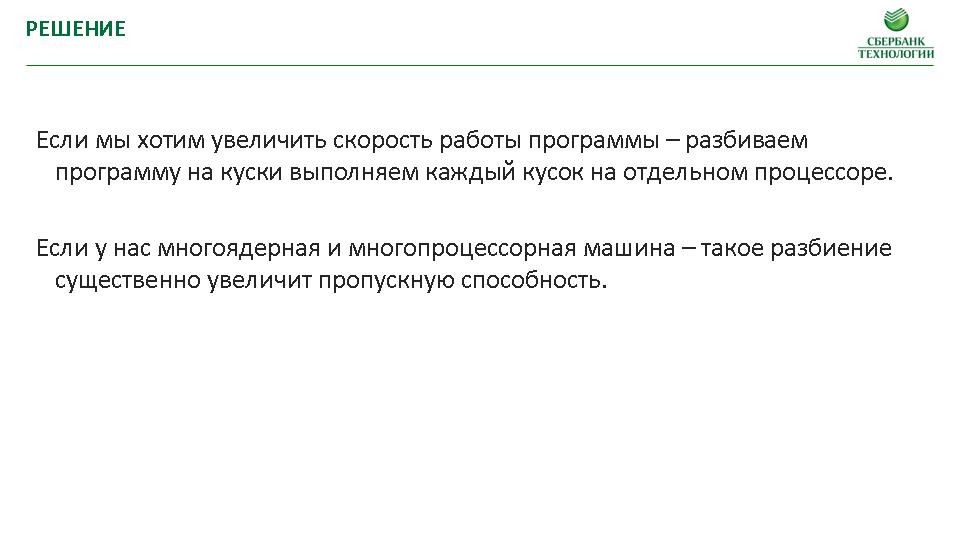 РЕШЕНИЕ
СБЕРБАНК
ТЕХНОЛОГИИ
Если мы хотим увеличить скорость работы программы – разбиваем
программу на куски выполняем каждый кусок на отдельном процессоре.
Если у нас многоядерная и многопроцессорная машина – такое разбиение
существенно увеличит пропускную способность.